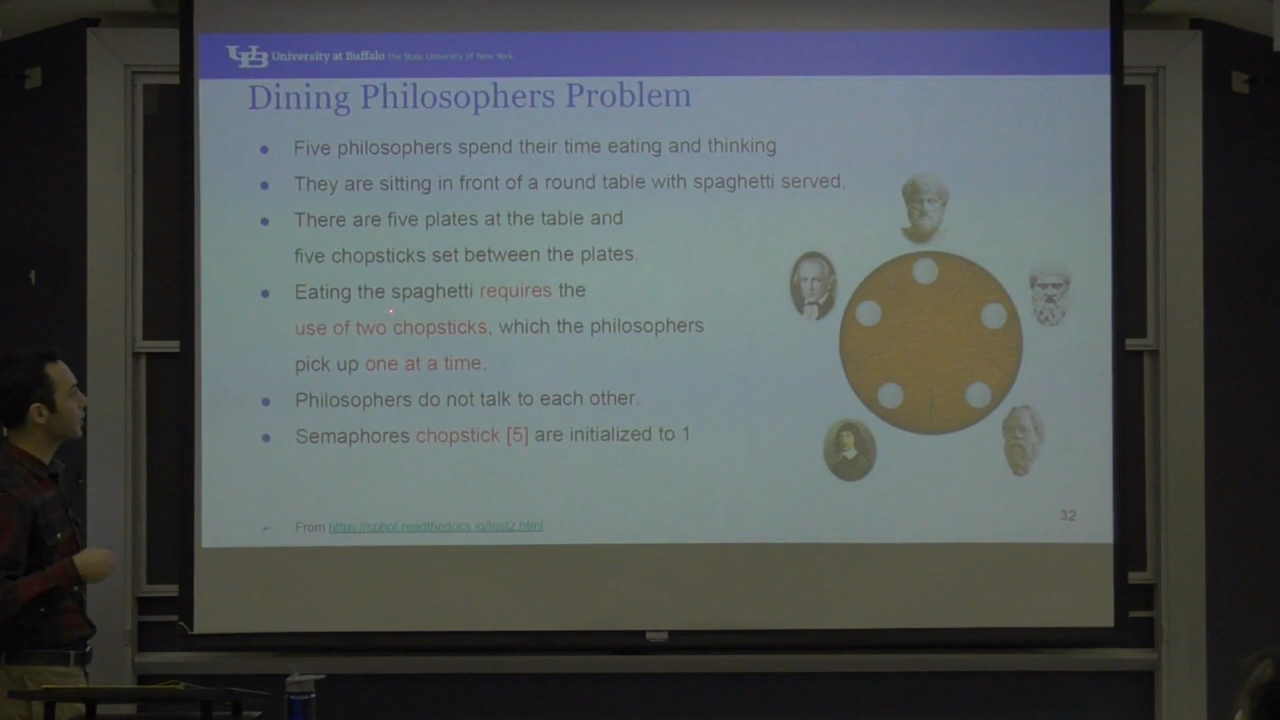 University at Buffalo The State University of New York
Dining Philosophers Problem
Five philosophers spend their time eating and thinking
They are sitting in front of a round table with spaghetti served.
There are five plates at the table and
five chopsticks set between the plates.
Eating the spaghetti requires the
use of two chopsticks, which the philosophers
pick up one at a time.
Philosophers do not talk to each other.
Semaphores chopstick [5] are initialized to 1
From https://sphof.readthedocs.io/test2.html
32